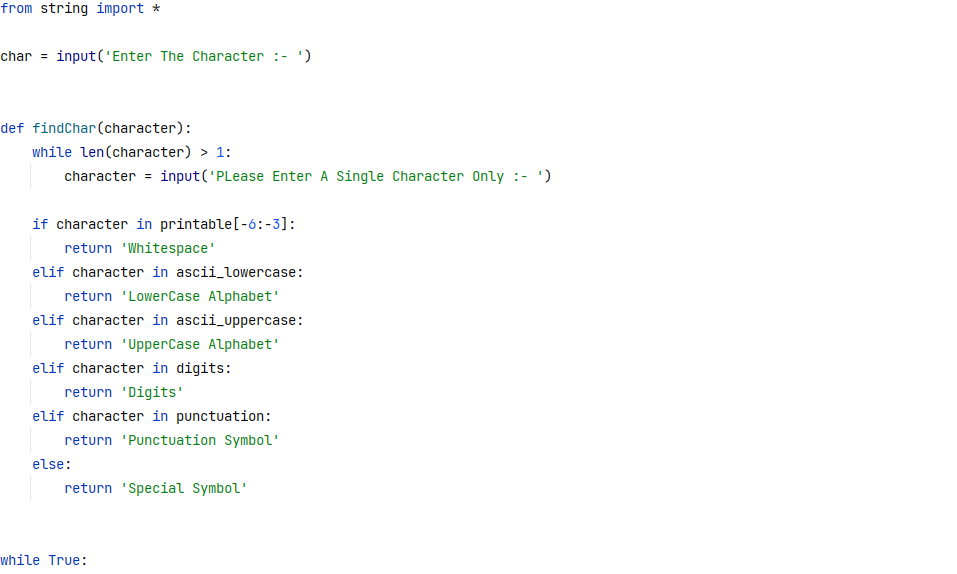 from string import *
char = input('Enter The Character :- ')
def findChar(character):
    while len(character) > 1:
        character = input('PLease Enter A Single Character Only :- ')
    if character in printable[-6:-3]:
        return 'Whitespace'
    elif character in ascii_lowercase:
        return 'LowerCase Alphabet'
    elif character in ascii_uppercase:
        return 'UpperCase Alphabet'
    elif character in digits:
        return 'Digits'
    elif character in punctuation:
        return 'Punctuation Symbol'
    else:
        return 'Special Symbol'
while True: